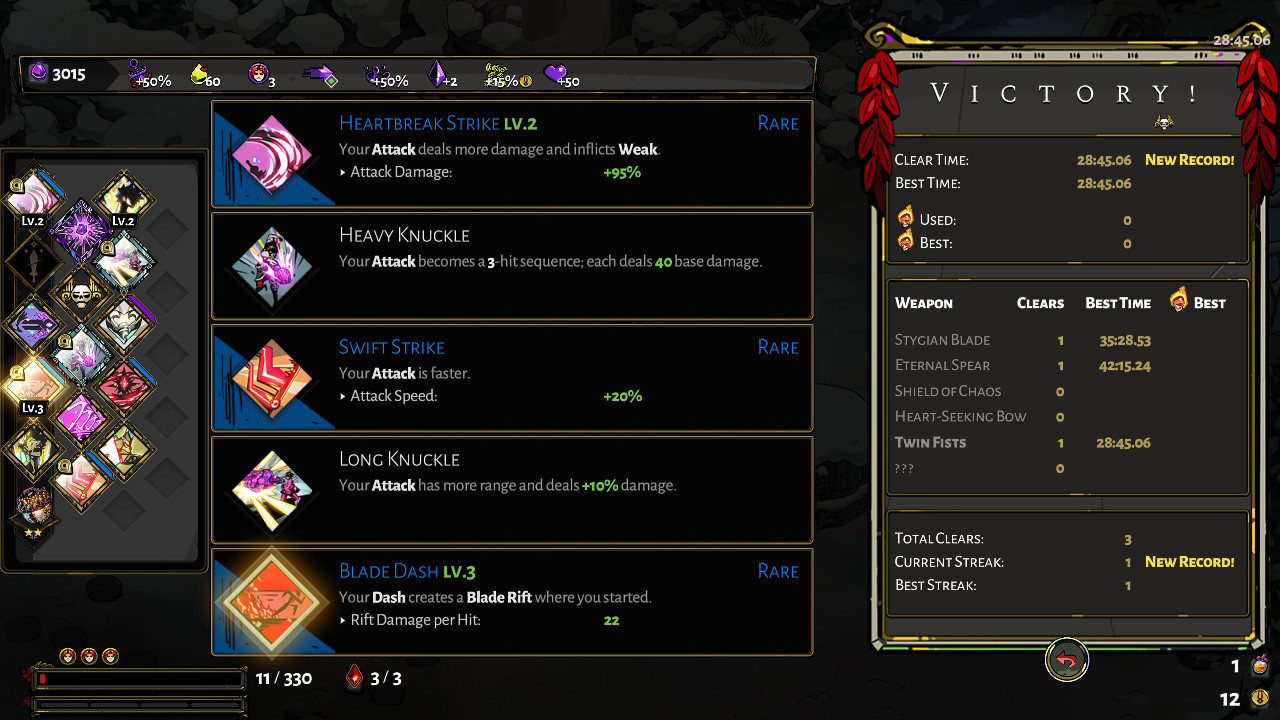 28:45.06
3015
+50%
60
3
+50%
+2
+15%
+50
Lv.2
Lv.2
Lv.3
HEARTBREAK STRIKE LV.2
RARE
Your Attack deals more damage and inflicts Weak.
Attack Damage: +95%
HEAVY KNUCKLE
Your Attack becomes a 3-hit sequence; each deals 40 base damage.
SWIFT STRIKE
RARE
Your Attack is faster.
Attack Speed: +20%
LONG KNUCKLE
Your Attack has more range and deals +10% damage.
BLADE DASH LV.3
RARE
Your Dash creates a Blade Rift where you started.
Rift Damage per Hit: 22
11 / 330
3 / 3
VICTORY!
CLEAR TIME: 28:45.06 NEW RECORD!
BEST TIME: 28:45.06
USED: 0
BEST: 0
WEAPON CLEARS BEST TIME BEST
STYGIAN BLADE 1 35:28.53
ETERNAL SPEAR 1 42:15.24
SHIELD OF CHAOS 0
HEART-SEEKING BOW 0
TWIN FISTS 1 28:45.06
??? 0
TOTAL CLEARS: 3
CURRENT STREAK: 1 NEW RECORD!
BEST STREAK: 1
1
12